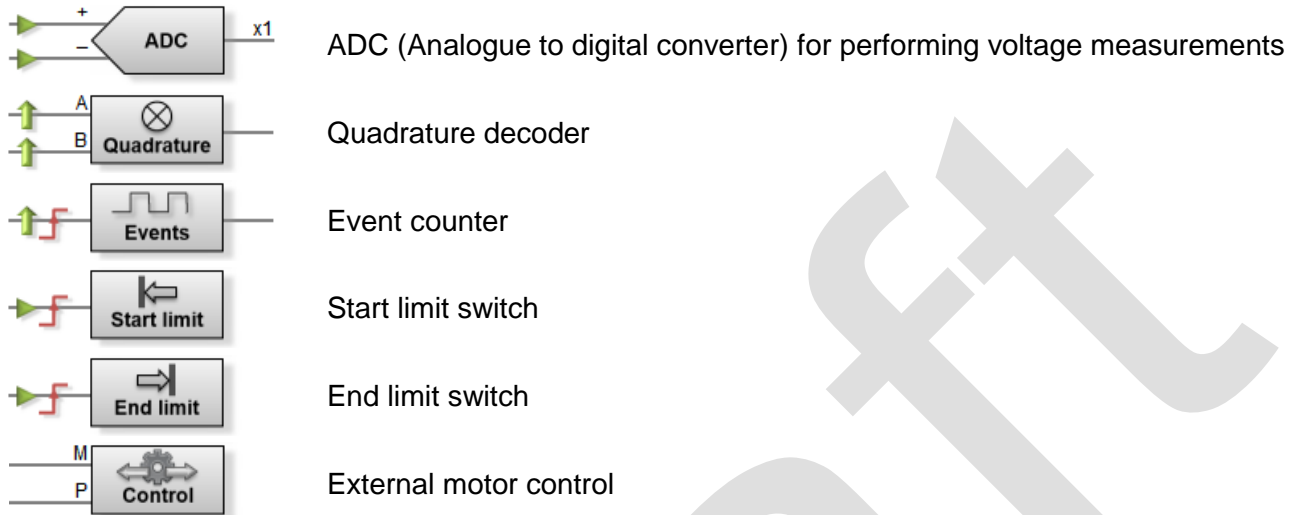 +
−
ADC
x1
ADC (Analogue to digital converter) for performing voltage measurements
A
B
Quadrature
Quadrature decoder
Events
Event counter
Start limit
Start limit switch
End limit
End limit switch
M
P
Control
External motor control
ft